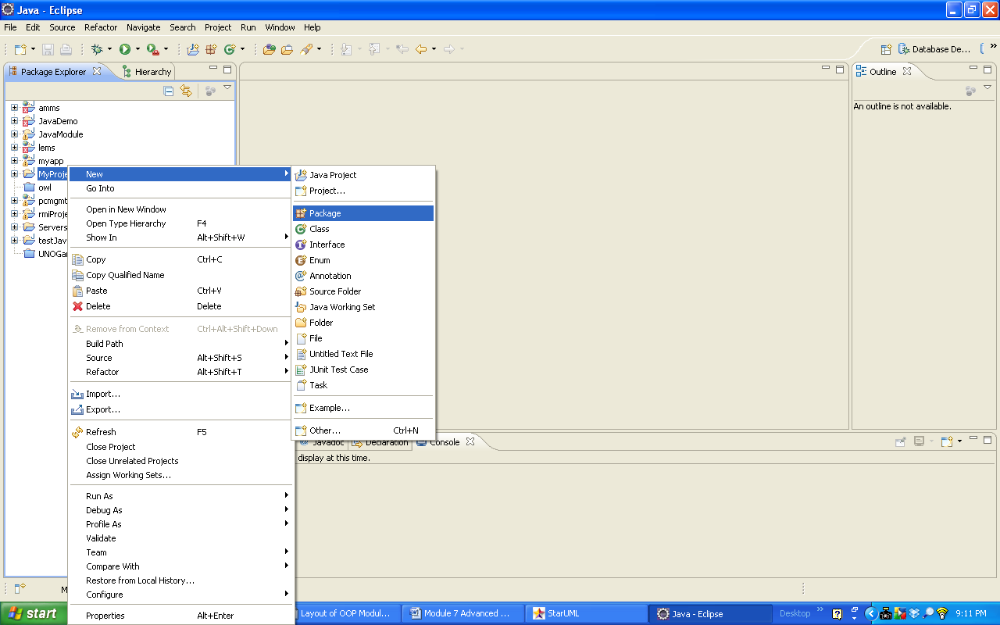 Java - Eclipse
File Edit Source Refactor Navigate Search Project Run Window Help
Database De... »
Package Explorer Hierarchy
Outline
An outline is not available.
amms
JavaDemo
JavaModule
lems
myapp
MyProje
owl
pcmgmt
rmiProje
Servers
testJav
UNOGa
New
Go Into
Open in New Window
Open Type Hierarchy F4
Show In Alt+Shift+W
Copy Ctrl+C
Copy Qualified Name
Paste Ctrl+V
Delete Delete
Remove from Context Ctrl+Alt+Shift+Down
Build Path
Source Alt+Shift+S
Refactor Alt+Shift+T
Import...
Export...
Refresh F5
Close Project
Close Unrelated Projects
Assign Working Sets...
Run As
Debug As
Profile As
Validate
Team
Compare With
Restore from Local History...
Configure
Properties Alt+Enter
Java Project
Project...
Package
Class
Interface
Enum
Annotation
Source Folder
Java Working Set
Folder
File
Untitled Text File
JUnit Test Case
Task
Example...
Other... Ctrl+N
Javadoc Declaration Console
display at this time.
M
start
Layout of OOP Modul...
Module 7 Advanced ...
StarUML
Java - Eclipse
Desktop »
9:11 PM